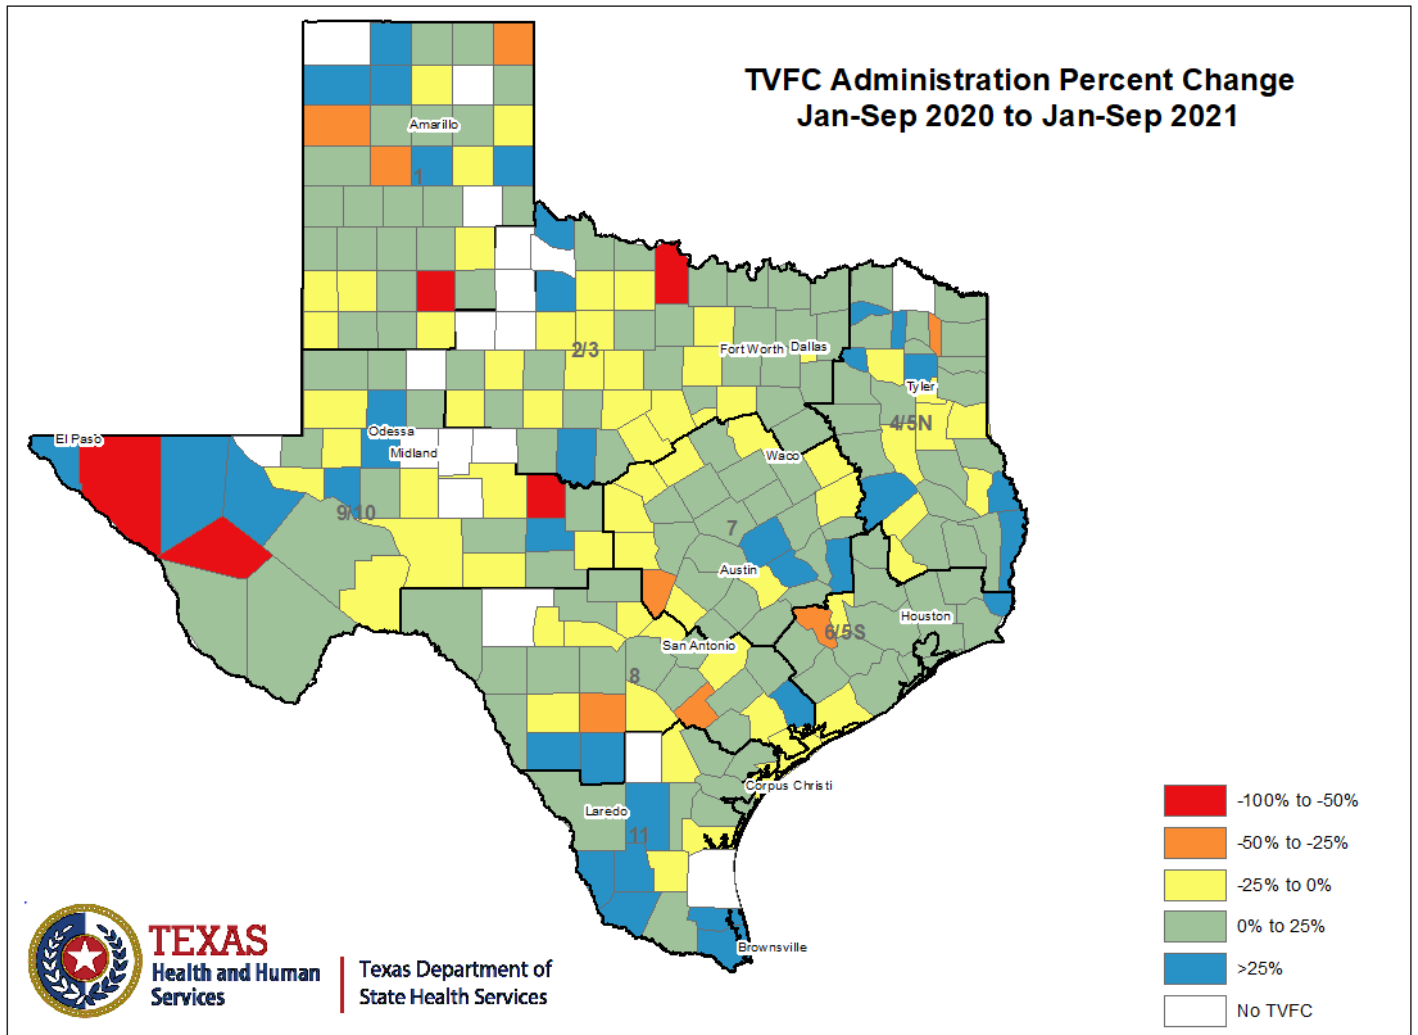 TVFC Administration Percent Change
Jan-Sep 2020 to Jan-Sep 2021
Amarillo
1
2/3
Fort Worth
Dallas
Tyler
4/5N
El Paso
Odessa
Midland
Waco
9/10
7
Austin
Houston
6/5S
San Antonio
8
Corpus Christi
Laredo
11
Brownsville
-100% to -50%
-50% to -25%
-25% to 0%
0% to 25%
>25%
No TVFC
TEXAS
Health and Human
Services
Texas Department of
State Health Services